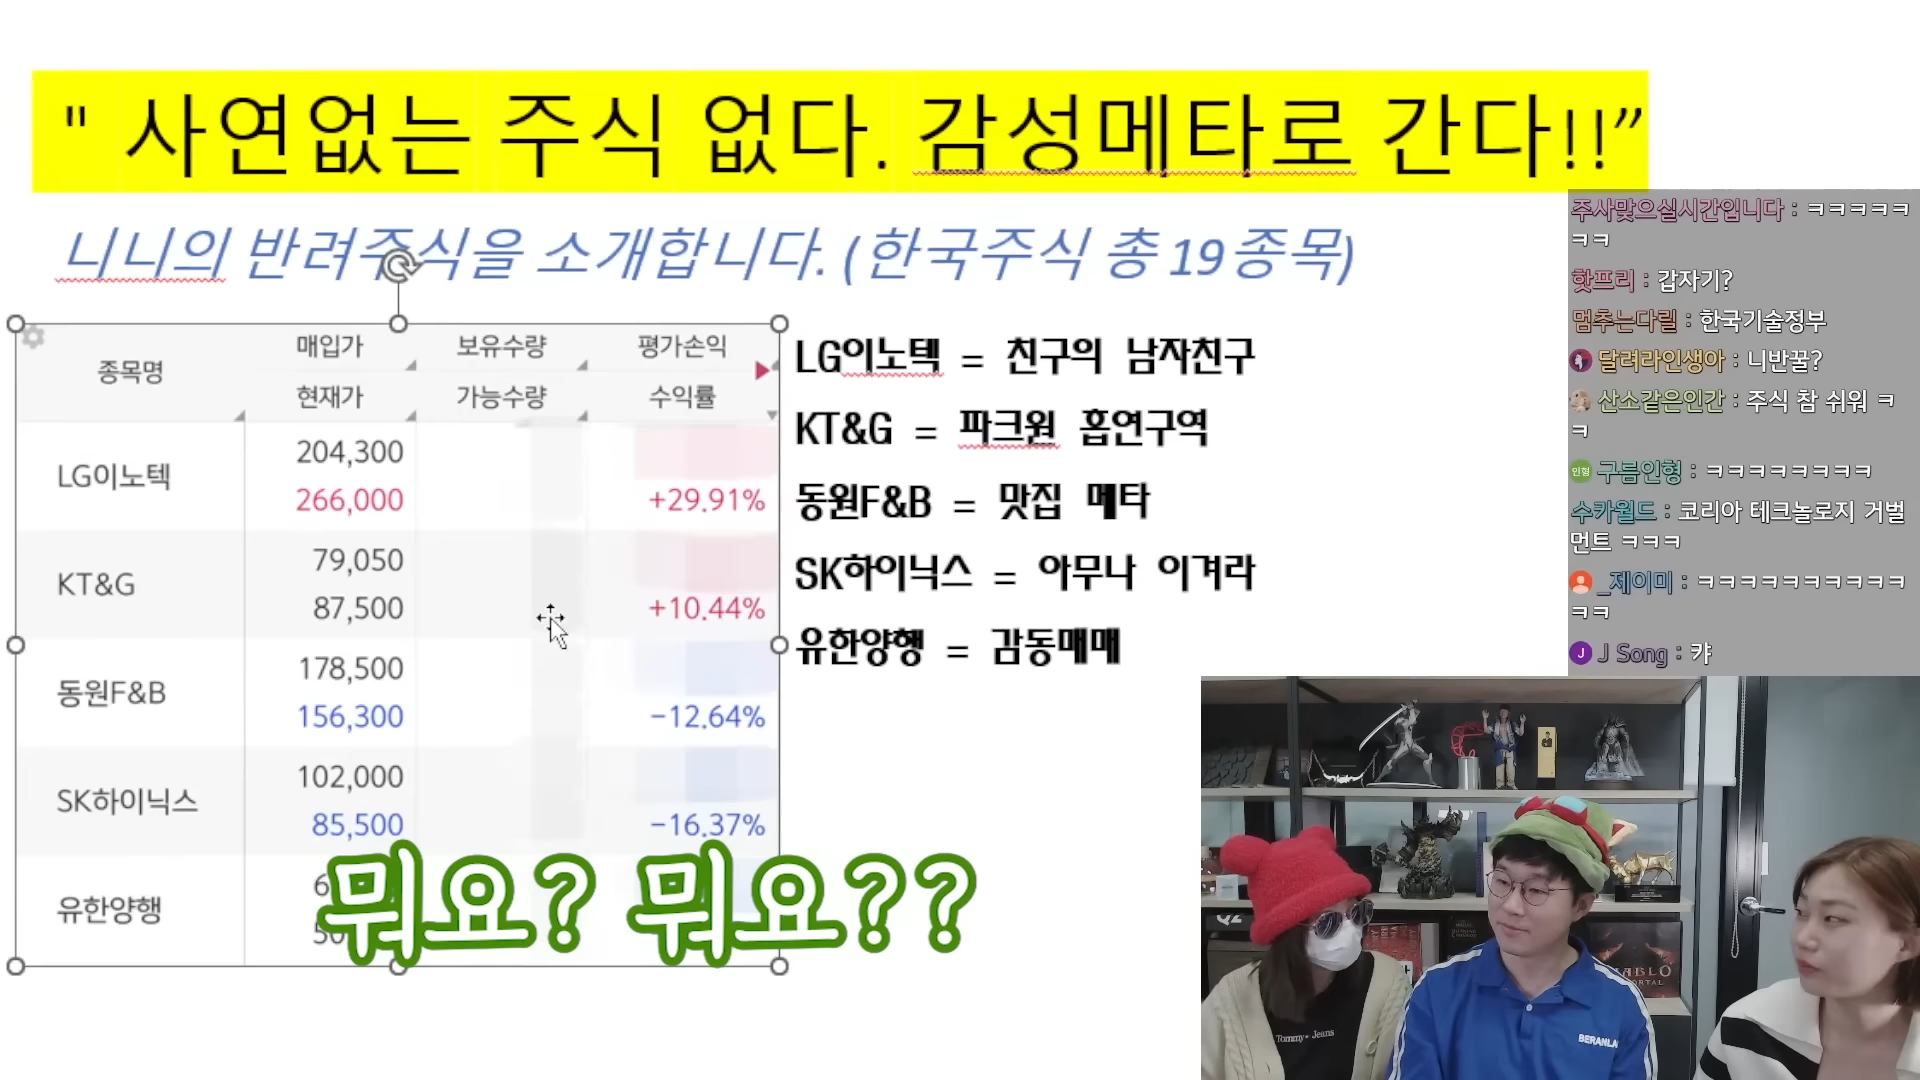 " 사연없는 주식 없다. 감성메타로 간다!!”
니니의 반려주식을 소개합니다. (한국주식 총 19종목)
종목명
매입가
보유수량
평가손익
현재가
가능수량
수익률
LG이노텍
204,300
266,000
+29.91%
KT&G
79,050
87,500
+10.44%
동원F&B
178,500
156,300
-12.64%
SK하이닉스
102,000
85,500
-16.37%
유한양행
LG이노텍 = 친구의 남자친구
KT&G = 파크원 흡연구역
동원F&B = 맛집 메타
SK하이닉스 = 아무나 이겨라
유한양행 = 감동매매
뭐요? 뭐요??
주사맞으실시간입니다 : ㅋㅋㅋㅋㅋ
ㅋㅋ
핫프리 : 갑자기?
멈추는다릴 : 한국기술정부
달려라인생아 : 니반꿀?
산소같은인간 : 주식 참 쉬워 ㅋ
ㅋ
인형 구름인형 : ㅋㅋㅋㅋㅋㅋㅋㅋ
수카월드 : 코리아 테크놀로지 거벌
먼트 ㅋㅋㅋ
_제이미 : ㅋㅋㅋㅋㅋㅋㅋㅋㅋㅋ
ㅋㅋ
J J Song : 캬
Tommy Jeans
BERANLA